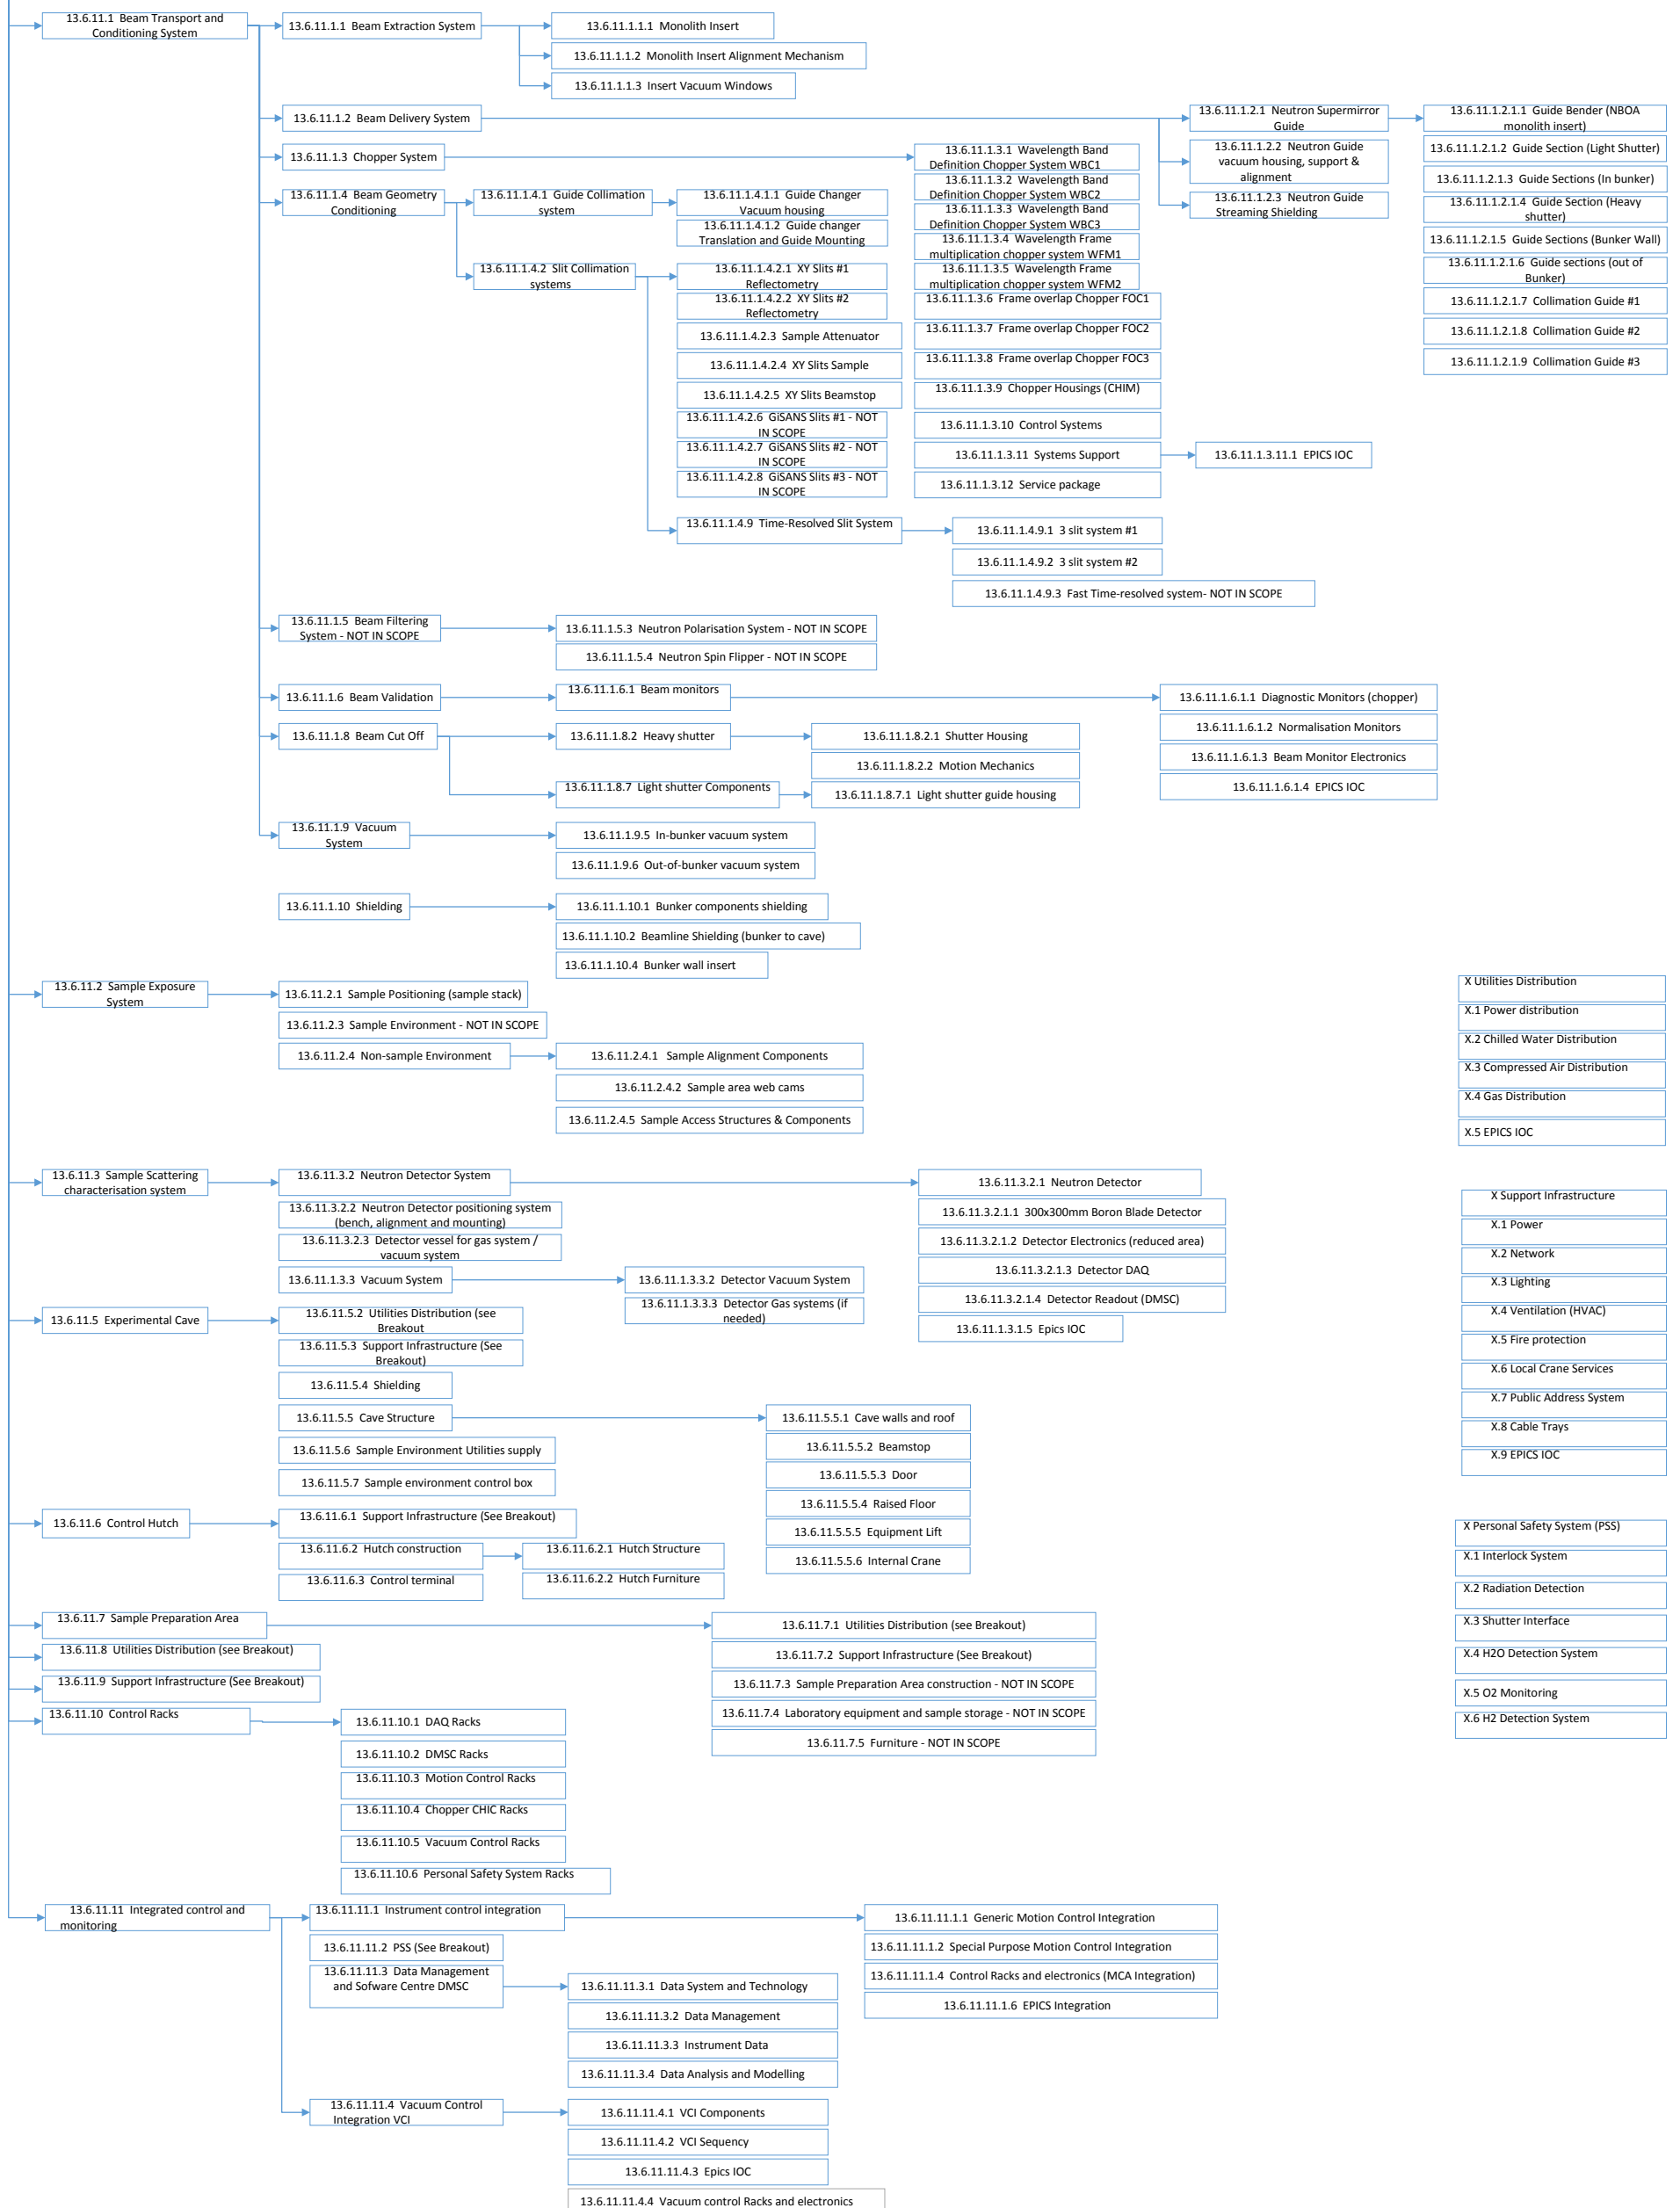 13.6.11.1 Beam Transport and
Conditioning System
13.6.11.1.1 Beam Extraction System
13.6.11.1.1.1 Monolith Insert
13.6.11.1.1.2 Monolith Insert Alignment Mechanism
13.6.11.1.1.3 Insert Vacuum Windows
13.6.11.1.2 Beam Delivery System
13.6.11.1.2.1 Neutron Supermirror
Guide
13.6.11.1.2.2 Neutron Guide
vacuum housing, support &
alignment
13.6.11.1.2.3 Neutron Guide
Streaming Shielding
13.6.11.1.2.1.1 Guide Bender (NBOA
monolith insert)
13.6.11.1.2.1.2 Guide Section (Light Shutter)
13.6.11.1.2.1.3 Guide Sections (In bunker)
13.6.11.1.2.1.4 Guide Section (Heavy
shutter)
13.6.11.1.2.1.5 Guide Sections (Bunker Wall)
13.6.11.1.2.1.6 Guide sections (out of
Bunker)
13.6.11.1.2.1.7 Collimation Guide #1
13.6.11.1.2.1.8 Collimation Guide #2
13.6.11.1.2.1.9 Collimation Guide #3
13.6.11.1.3 Chopper System
13.6.11.1.3.1 Wavelength Band
Definition Chopper System WBC1
13.6.11.1.3.2 Wavelength Band
Definition Chopper System WBC2
13.6.11.1.3.3 Wavelength Band
Definition Chopper System WBC3
13.6.11.1.3.4 Wavelength Frame
multiplication chopper system WFM1
13.6.11.1.3.5 Wavelength Frame
multiplication chopper system WFM2
13.6.11.1.3.6 Frame overlap Chopper FOC1
13.6.11.1.3.7 Frame overlap Chopper FOC2
13.6.11.1.3.8 Frame overlap Chopper FOC3
13.6.11.1.3.9 Chopper Housings (CHIM)
13.6.11.1.3.10 Control Systems
13.6.11.1.3.11 Systems Support
13.6.11.1.3.11.1 EPICS IOC
13.6.11.1.3.12 Service package
13.6.11.1.4 Beam Geometry
Conditioning
13.6.11.1.4.1 Guide Collimation
system
13.6.11.1.4.1.1 Guide Changer
Vacuum housing
13.6.11.1.4.1.2 Guide changer
Translation and Guide Mounting
13.6.11.1.4.2 Slit Collimation
systems
13.6.11.1.4.2.1 XY Slits #1
Reflectometry
13.6.11.1.4.2.2 XY Slits #2
Reflectometry
13.6.11.1.4.2.3 Sample Attenuator
13.6.11.1.4.2.4 XY Slits Sample
13.6.11.1.4.2.5 XY Slits Beamstop
13.6.11.1.4.2.6 GiSANS Slits #1 - NOT
IN SCOPE
13.6.11.1.4.2.7 GiSANS Slits #2 - NOT
IN SCOPE
13.6.11.1.4.2.8 GiSANS Slits #3 - NOT
IN SCOPE
13.6.11.1.4.9 Time-Resolved Slit System
13.6.11.1.4.9.1 3 slit system #1
13.6.11.1.4.9.2 3 slit system #2
13.6.11.1.4.9.3 Fast Time-resolved system- NOT IN SCOPE
13.6.11.1.5 Beam Filtering
System - NOT IN SCOPE
13.6.11.1.5.3 Neutron Polarisation System - NOT IN SCOPE
13.6.11.1.5.4 Neutron Spin Flipper - NOT IN SCOPE
13.6.11.1.6 Beam Validation
13.6.11.1.6.1 Beam monitors
13.6.11.1.6.1.1 Diagnostic Monitors (chopper)
13.6.11.1.6.1.2 Normalisation Monitors
13.6.11.1.6.1.3 Beam Monitor Electronics
13.6.11.1.6.1.4 EPICS IOC
13.6.11.1.8 Beam Cut Off
13.6.11.1.8.2 Heavy shutter
13.6.11.1.8.2.1 Shutter Housing
13.6.11.1.8.2.2 Motion Mechanics
13.6.11.1.8.7 Light shutter Components
13.6.11.1.8.7.1 Light shutter guide housing
13.6.11.1.9 Vacuum
System
13.6.11.1.9.5 In-bunker vacuum system
13.6.11.1.9.6 Out-of-bunker vacuum system
13.6.11.1.10 Shielding
13.6.11.1.10.1 Bunker components shielding
13.6.11.1.10.2 Beamline Shielding (bunker to cave)
13.6.11.1.10.4 Bunker wall insert
13.6.11.2 Sample Exposure
System
13.6.11.2.1 Sample Positioning (sample stack)
13.6.11.2.3 Sample Environment - NOT IN SCOPE
13.6.11.2.4 Non-sample Environment
13.6.11.2.4.1 Sample Alignment Components
13.6.11.2.4.2 Sample area web cams
13.6.11.2.4.5 Sample Access Structures & Components
X Utilities Distribution
X.1 Power distribution
X.2 Chilled Water Distribution
X.3 Compressed Air Distribution
X.4 Gas Distribution
X.5 EPICS IOC
13.6.11.3 Sample Scattering
characterisation system
13.6.11.3.2 Neutron Detector System
13.6.11.3.2.2 Neutron Detector positioning system
(bench, alignment and mounting)
13.6.11.3.2.3 Detector vessel for gas system /
vacuum system
13.6.11.1.3.3 Vacuum System
13.6.11.1.3.3.2 Detector Vacuum System
13.6.11.1.3.3.3 Detector Gas systems (if
needed)
13.6.11.3.2.1 Neutron Detector
13.6.11.3.2.1.1 300x300mm Boron Blade Detector
13.6.11.3.2.1.2 Detector Electronics (reduced area)
13.6.11.3.2.1.3 Detector DAQ
13.6.11.3.2.1.4 Detector Readout (DMSC)
13.6.11.1.3.1.5 Epics IOC
X Support Infrastructure
X.1 Power
X.2 Network
X.3 Lighting
X.4 Ventilation (HVAC)
X.5 Fire protection
X.6 Local Crane Services
X.7 Public Address System
X.8 Cable Trays
X.9 EPICS IOC
13.6.11.5 Experimental Cave
13.6.11.5.2 Utilities Distribution (see
Breakout
13.6.11.5.3 Support Infrastructure (See
Breakout)
13.6.11.5.4 Shielding
13.6.11.5.5 Cave Structure
13.6.11.5.6 Sample Environment Utilities supply
13.6.11.5.7 Sample environment control box
13.6.11.5.5.1 Cave walls and roof
13.6.11.5.5.2 Beamstop
13.6.11.5.5.3 Door
13.6.11.5.5.4 Raised Floor
13.6.11.5.5.5 Equipment Lift
13.6.11.5.5.6 Internal Crane
13.6.11.6 Control Hutch
13.6.11.6.1 Support Infrastructure (See Breakout)
13.6.11.6.2 Hutch construction
13.6.11.6.3 Control terminal
13.6.11.6.2.1 Hutch Structure
13.6.11.6.2.2 Hutch Furniture
X Personal Safety System (PSS)
X.1 Interlock System
X.2 Radiation Detection
X.3 Shutter Interface
X.4 H2O Detection System
X.5 O2 Monitoring
X.6 H2 Detection System
13.6.11.7 Sample Preparation Area
13.6.11.7.1 Utilities Distribution (see Breakout)
13.6.11.7.2 Support Infrastructure (See Breakout)
13.6.11.7.3 Sample Preparation Area construction - NOT IN SCOPE
13.6.11.7.4 Laboratory equipment and sample storage - NOT IN SCOPE
13.6.11.7.5 Furniture - NOT IN SCOPE
13.6.11.8 Utilities Distribution (see Breakout)
13.6.11.9 Support Infrastructure (See Breakout)
13.6.11.10 Control Racks
13.6.11.10.1 DAQ Racks
13.6.11.10.2 DMSC Racks
13.6.11.10.3 Motion Control Racks
13.6.11.10.4 Chopper CHIC Racks
13.6.11.10.5 Vacuum Control Racks
13.6.11.10.6 Personal Safety System Racks
13.6.11.11 Integrated control and
monitoring
13.6.11.11.1 Instrument control integration
13.6.11.11.1.1 Generic Motion Control Integration
13.6.11.11.1.2 Special Purpose Motion Control Integration
13.6.11.11.1.4 Control Racks and electronics (MCA Integration)
13.6.11.11.1.6 EPICS Integration
13.6.11.11.2 PSS (See Breakout)
13.6.11.11.3 Data Management
and Sofware Centre DMSC
13.6.11.11.3.1 Data System and Technology
13.6.11.11.3.2 Data Management
13.6.11.11.3.3 Instrument Data
13.6.11.11.3.4 Data Analysis and Modelling
13.6.11.11.4 Vacuum Control
Integration VCI
13.6.11.11.4.1 VCI Components
13.6.11.11.4.2 VCI Sequency
13.6.11.11.4.3 Epics IOC
13.6.11.11.4.4 Vacuum control Racks and electronics